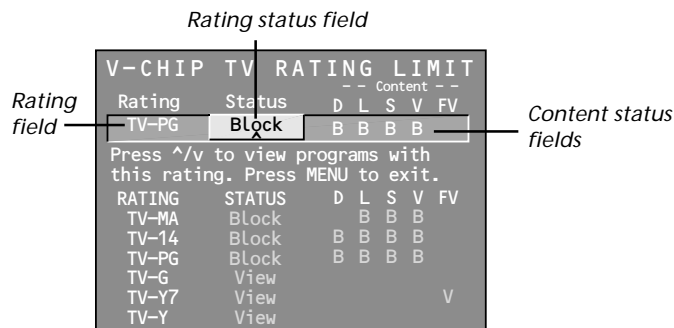 Rating status field
V-CHIP TV RATING LIMIT
-- Content --
Rating Status D L S V FV
Rating field
TV-PG Block B B B B
Content status fields
Press ^/v to view programs with
this rating. Press MENU to exit.
RATING STATUS D L S V FV
TV-MA Block B B B
TV-14 Block B B B B
TV-PG Block B B B B
TV-G View
TV-Y7 View V
TV-Y View